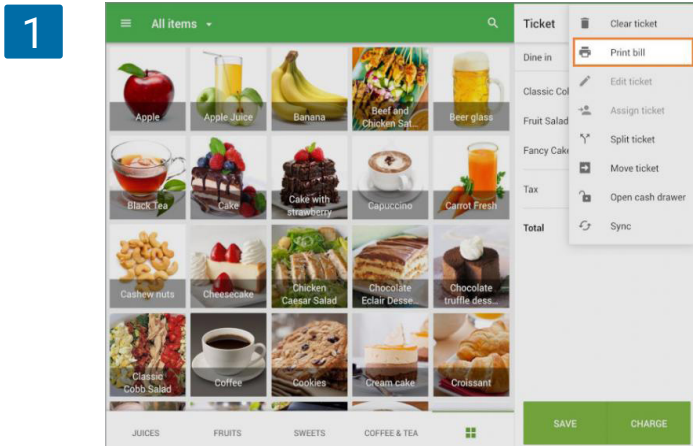 1
All items
Ticket
Clear ticket
Dine in
Print bill
Edit ticket
Classic Col
Assign ticket
Fruit Salad
Split ticket
Fancy Cake
Move ticket
Tax
Open cash drawer
Total
Sync
Apple
Apple Juice
Banana
Beef and
Chicken Sat...
Beer glass
Black Tea
Cake
Cake with
strawberry
Capuccino
Carrot Fresh
Cashew nuts
Cheesecake
Chicken
Caesar Salad
Chocolate
Eclair Desse...
Chocolate
truffle dess...
Classic
Cobb Salad
Coffee
Cookies
Cream cake
Croissant
JUICES
FRUITS
SWEETS
COFFEE & TEA
SAVE
CHARGE